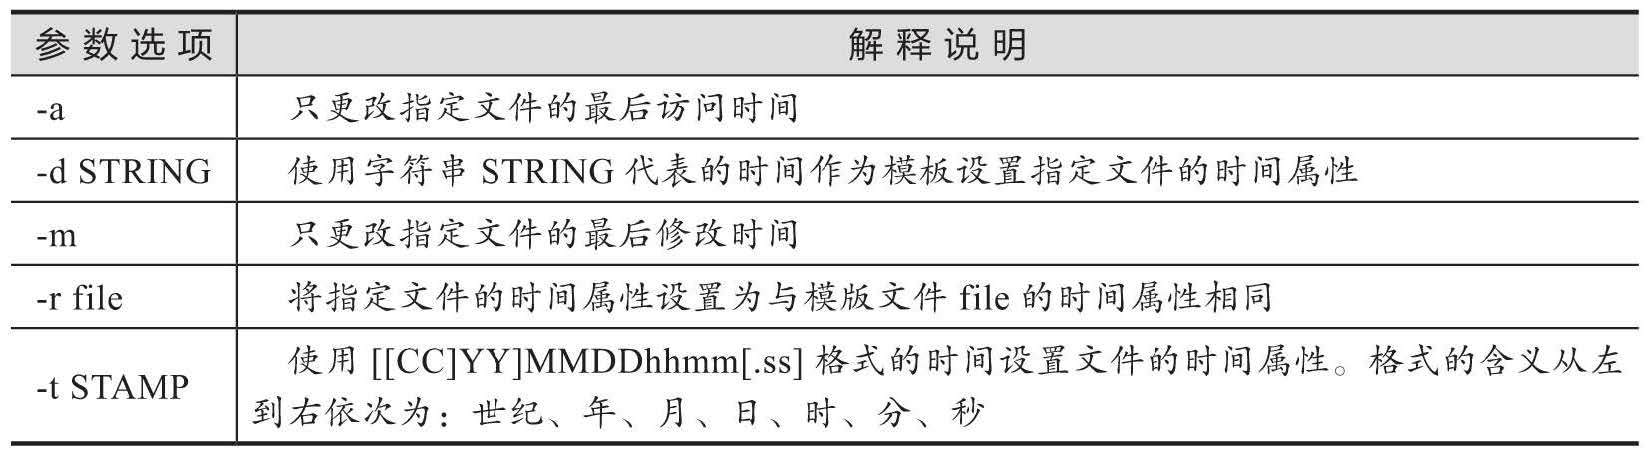 参数选项 解释说明
-a 只更改指定文件的最后访问时间
-d STRING 使用字符串 STRING 代表的时间作为模板设置指定文件的时间属性
-m 只更改指定文件的最后修改时间
-r file 将指定文件的时间属性设置为与模版文件 file 的时间属性相同
-t STAMP 使用 [[CC]YY]MMDDhhmm[.ss] 格式的时间设置文件的时间属性。格式的含义从左
到右依次为：世纪、年、月、日、时、分、秒